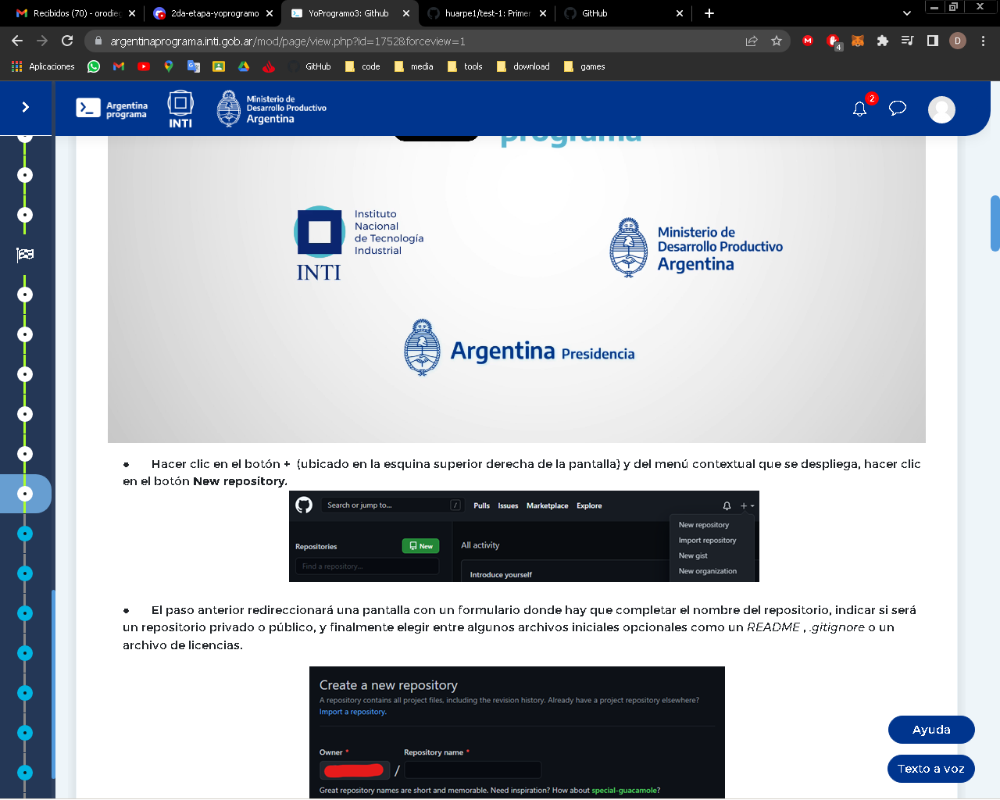 Recibidos (70) - orodieg
2da-etapa-yoprogramo
YoProgramo3: Github
huarpe1/test-1: Primer
GitHub
argentinaprograma.inti.gob.ar/mod/page/view.php?id=1752&forceview=1
4
D
Aplicaciones
GitHub
code
media
tools
download
games
Argentina
programa
INTI
Ministerio de
Desarrollo Productivo
Argentina
2
programa
Instituto
Nacional
de Tecnología
Industrial
INTI
Ministerio de
Desarrollo Productivo
Argentina
Argentina Presidencia
● Hacer clic en el botón + (ubicado en la esquina superior derecha de la pantalla) y del menú contextual que se despliega, hacer clic
en el botón New repository.
Search or jump to...
/
Pulls Issues Marketplace Explore
New repository
Import repository
New gist
New organization
Repositories
New
Find a repository...
All activity
Introduce yourself
● El paso anterior redireccionará una pantalla con un formulario donde hay que completar el nombre del repositorio, indicar si será
un repositorio privado o público, y finalmente elegir entre algunos archivos iniciales opcionales como un README , .gitignore o un
archivo de licencias.
Create a new repository
A repository contains all project files, including the revision history. Already have a project repository elsewhere?
Import a repository.
Owner * Repository name *
/
Great repository names are short and memorable. Need inspiration? How about special-guacamole?
Ayuda
Texto a voz